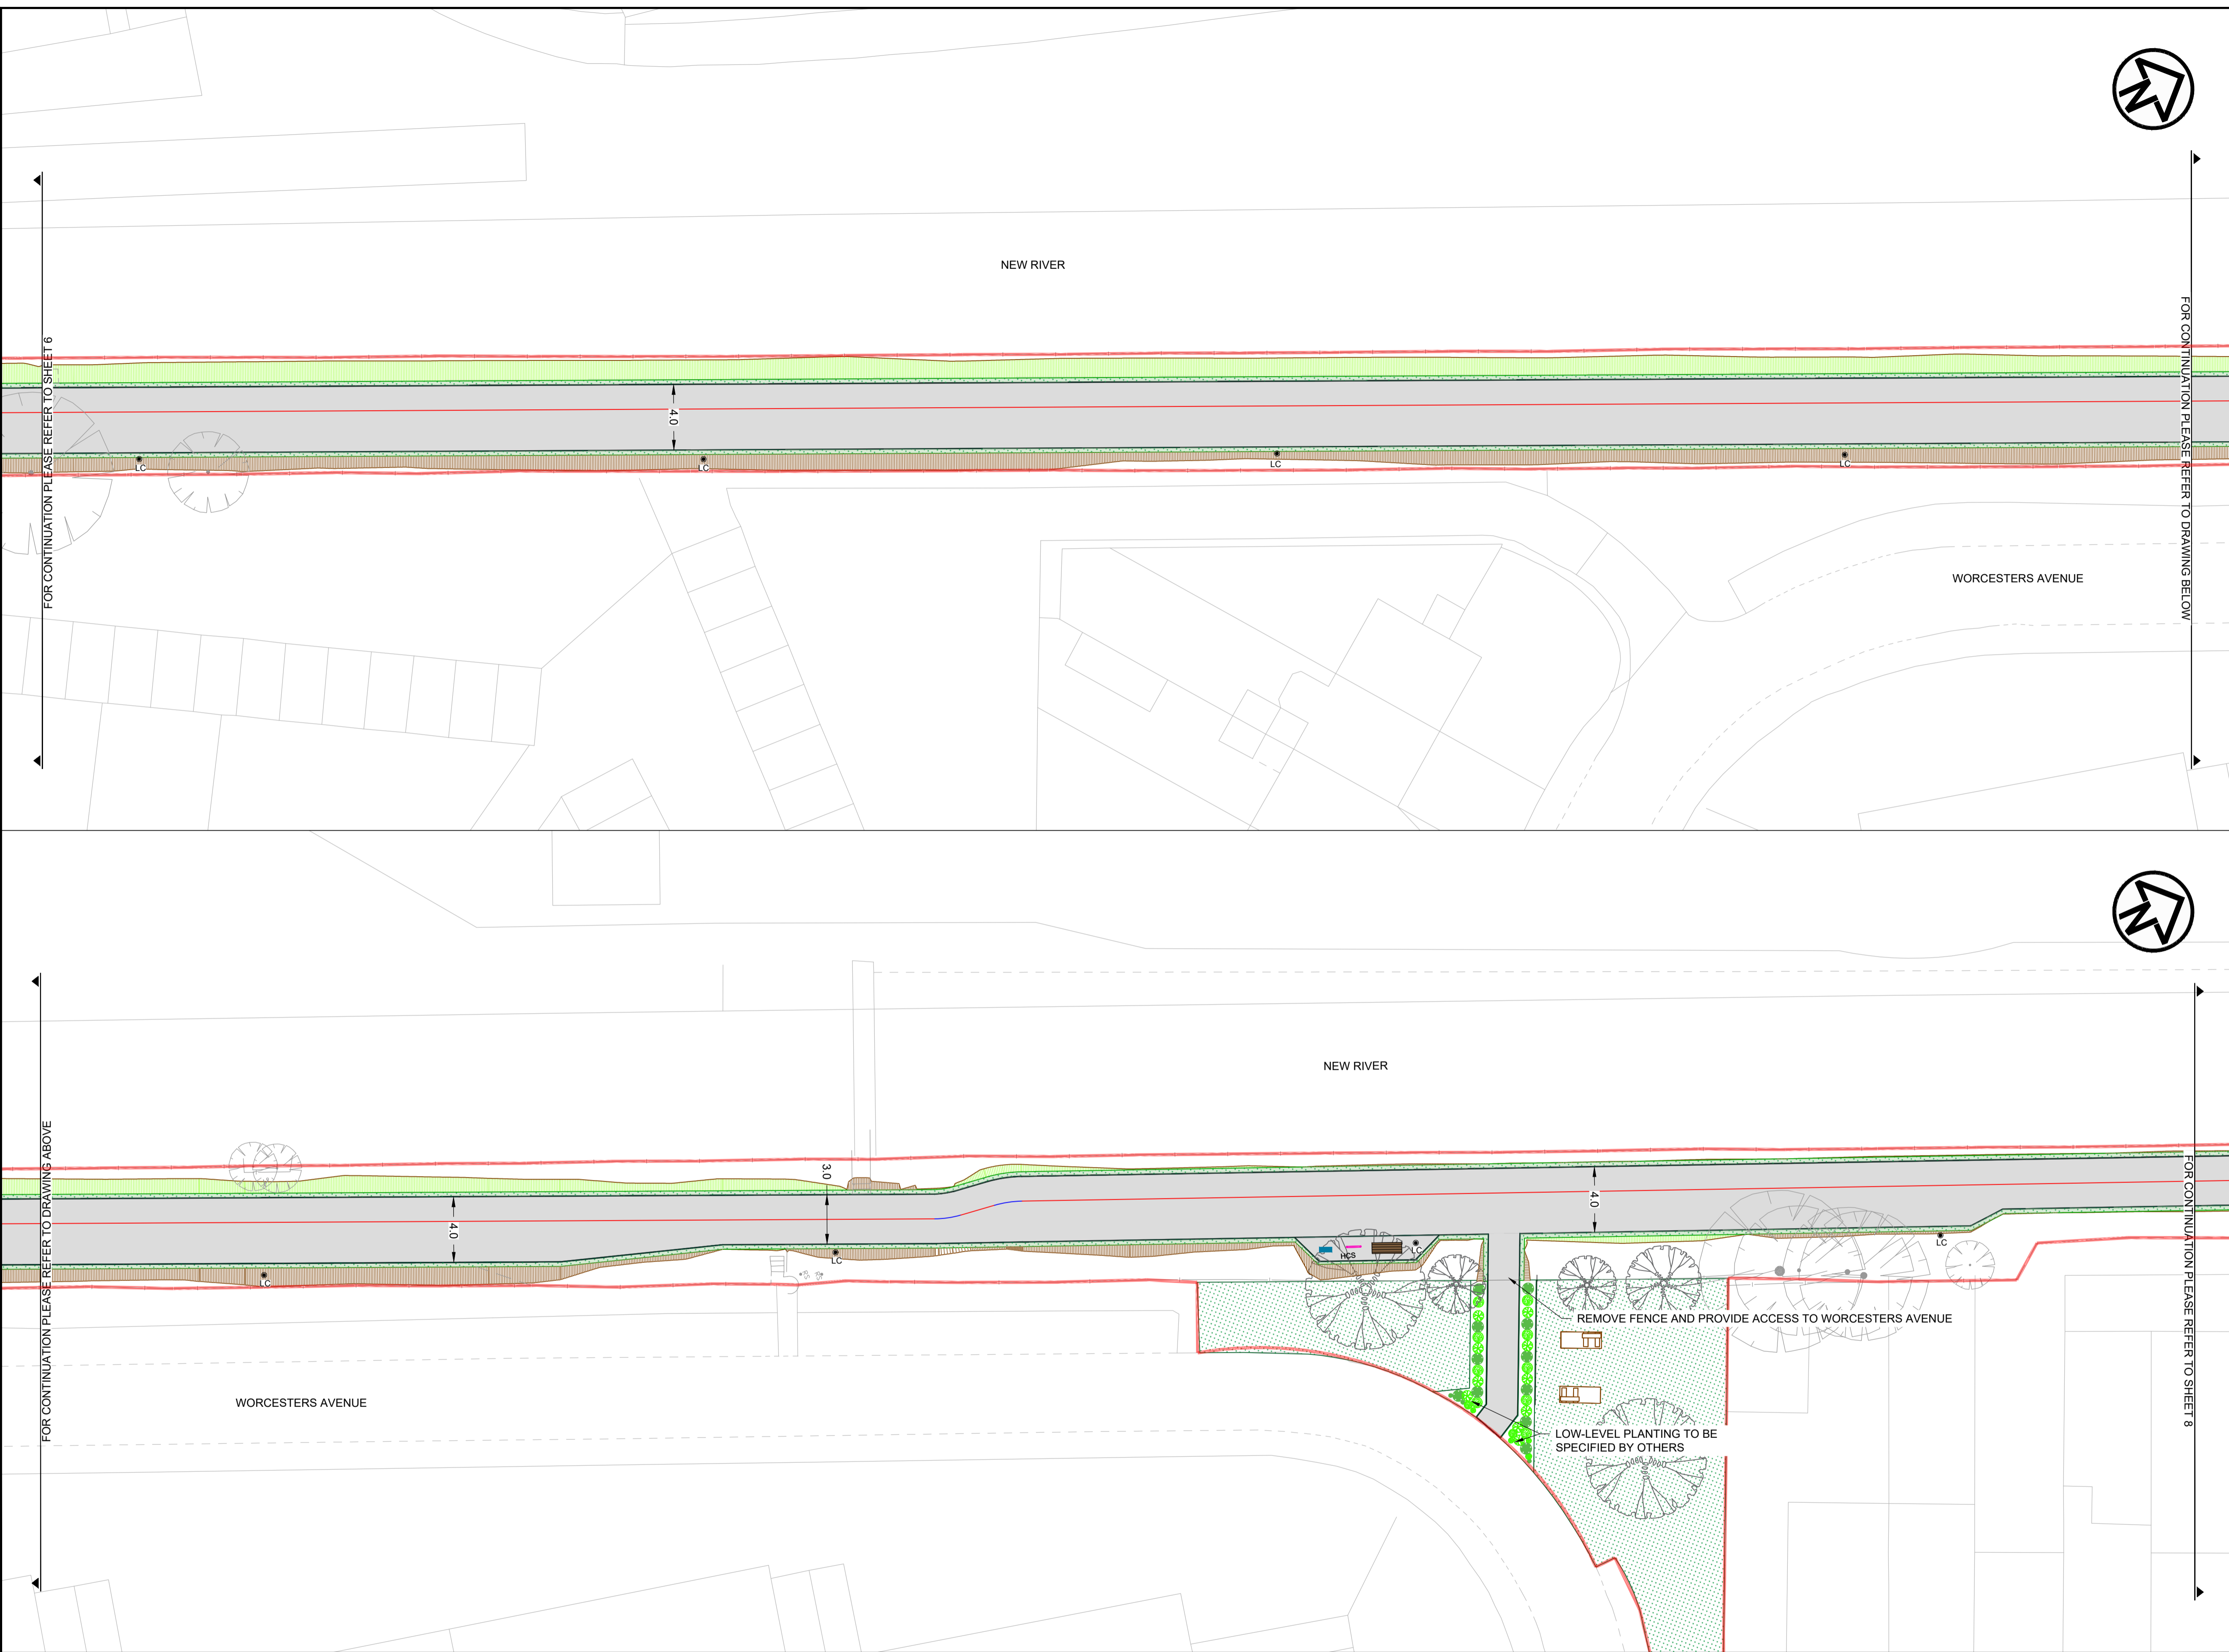 N
NEW RIVER
FOR CONTINUATION PLEASE REFER TO SHEET 6
FOR CONTINUATION PLEASE REFER TO DRAWING BELOW
4.0
LC
LC
LC
LC
WORCESTERS AVENUE
N
NEW RIVER
FOR CONTINUATION PLEASE REFER TO DRAWING ABOVE
FOR CONTINUATION PLEASE REFER TO SHEET 8
3.0
4.0
4.0
LC
LC
HCS
LC
LC
REMOVE FENCE AND PROVIDE ACCESS TO WORCESTERS AVENUE
WORCESTERS AVENUE
LOW-LEVEL PLANTING TO BE
SPECIFIED BY OTHERS